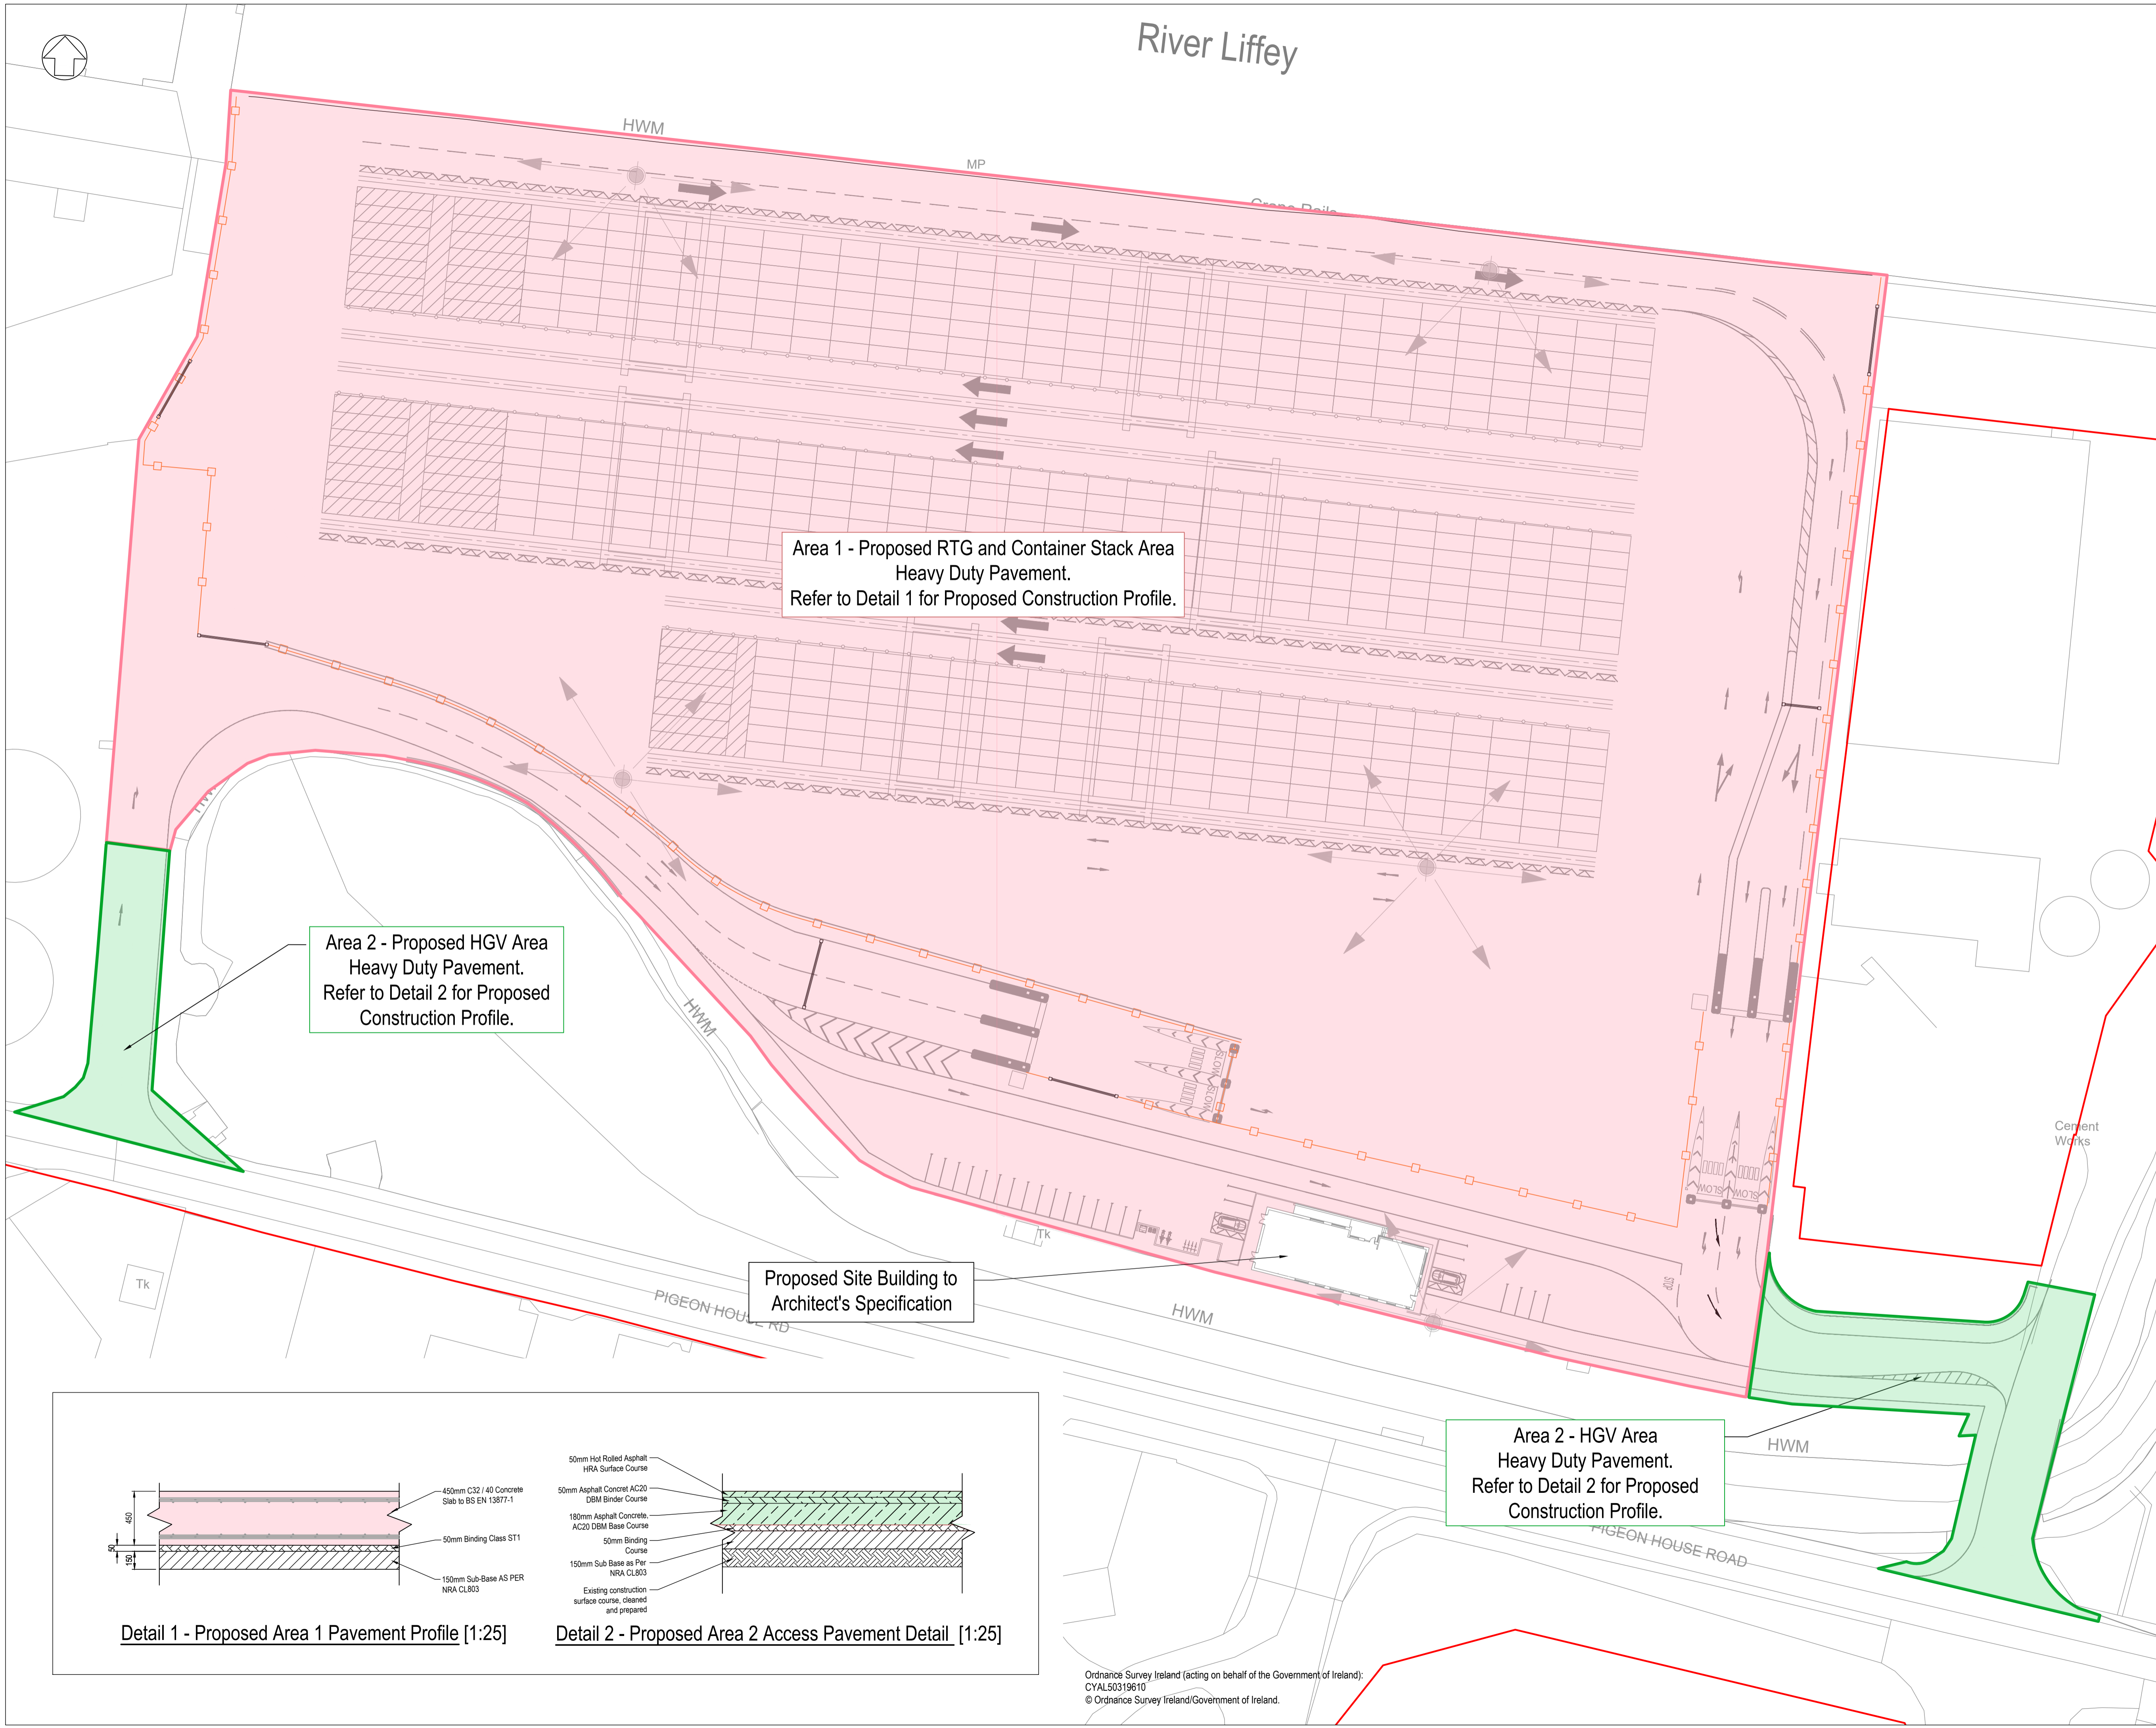 River Liffey
HWM
MP
Crane Rails
Area 1 - Proposed RTG and Container Stack Area
Heavy Duty Pavement.
Refer to Detail 1 for Proposed Construction Profile.
HWM
Area 2 - Proposed HGV Area
Heavy Duty Pavement.
Refer to Detail 2 for Proposed
Construction Profile.
HWM
SLOW
SLOW
Cement
Works
SLOW
SLOW
Tk
STOP
Tk
Proposed Site Building to
Architect's Specification
PIGEON HOUSE RD
HWM
Area 2 - HGV Area
Heavy Duty Pavement.
Refer to Detail 2 for Proposed
Construction Profile.
HWM
PIGEON HOUSE ROAD
450
50
150
450mm C32 / 40 Concrete
Slab to BS EN 13877-1
50mm Binding Class ST1
150mm Sub-Base AS PER
NRA CL803
Detail 1 - Proposed Area 1 Pavement Profile [1:25]
50mm Hot Rolled Asphalt
HRA Surface Course
50mm Asphalt Concret AC20
DBM Binder Course
180mm Asphalt Concrete,
AC20 DBM Base Course
50mm Binding
Course
150mm Sub Base as Per
NRA CL803
Existing construction
surface course, cleaned
and prepared
Detail 2 - Proposed Area 2 Access Pavement Detail [1:25]
Ordnance Survey Ireland (acting on behalf of the Government of Ireland):
CYAL50319610
© Ordnance Survey Ireland/Government of Ireland.